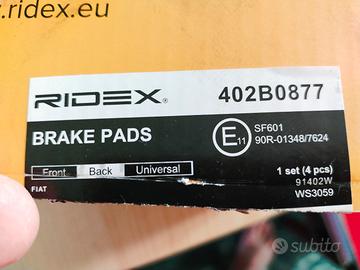 www.ridex.eu
RIDEX®
402B0877
BRAKE PADS
E11
SF601
90R-01348/7624
Front Back Universal
1 set (4 pcs)
91402W
WS3059
FIAT
subito